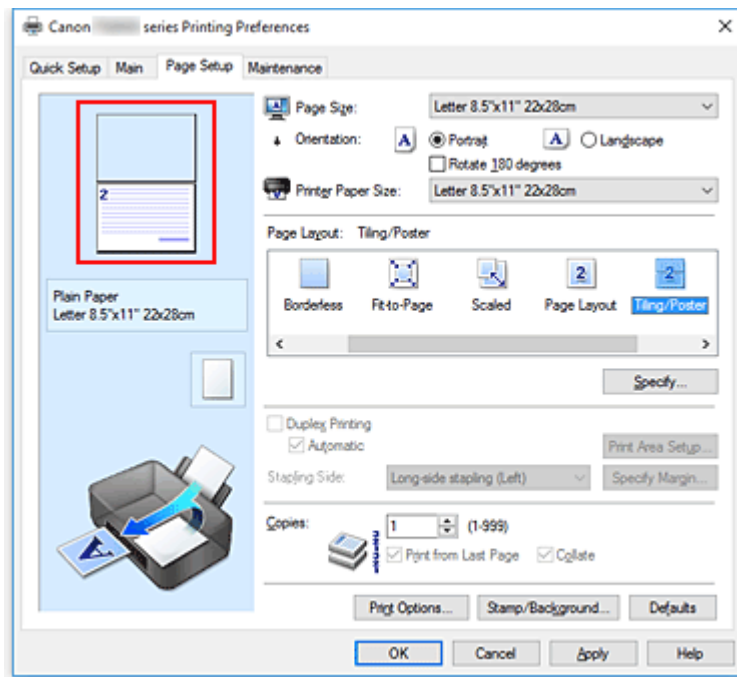 Canon series Printing Preferences
Quick Setup Main Page Setup Maintenance
2
Plain Paper
Letter 8.5"x11" 22x28cm
Page Size: Letter 8.5"x11" 22x28cm
Orientation: A Portrait A Landscape
Rotate 180 degrees
Printer Paper Size: Letter 8.5"x11" 22x28cm
Page Layout: Tiling/Poster
2 2
Borderless Fit-to-Page Scaled Page Layout Tiling/Poster
Specify...
Duplex Printing
Automatic Print Area Setup...
Stapling Side: Long-side stapling (Left) Specify Margin...
Copies: 1 (1-999)
Print from Last Page Collate
A
Print Options... Stamp/Background... Defaults
OK Cancel Apply Help